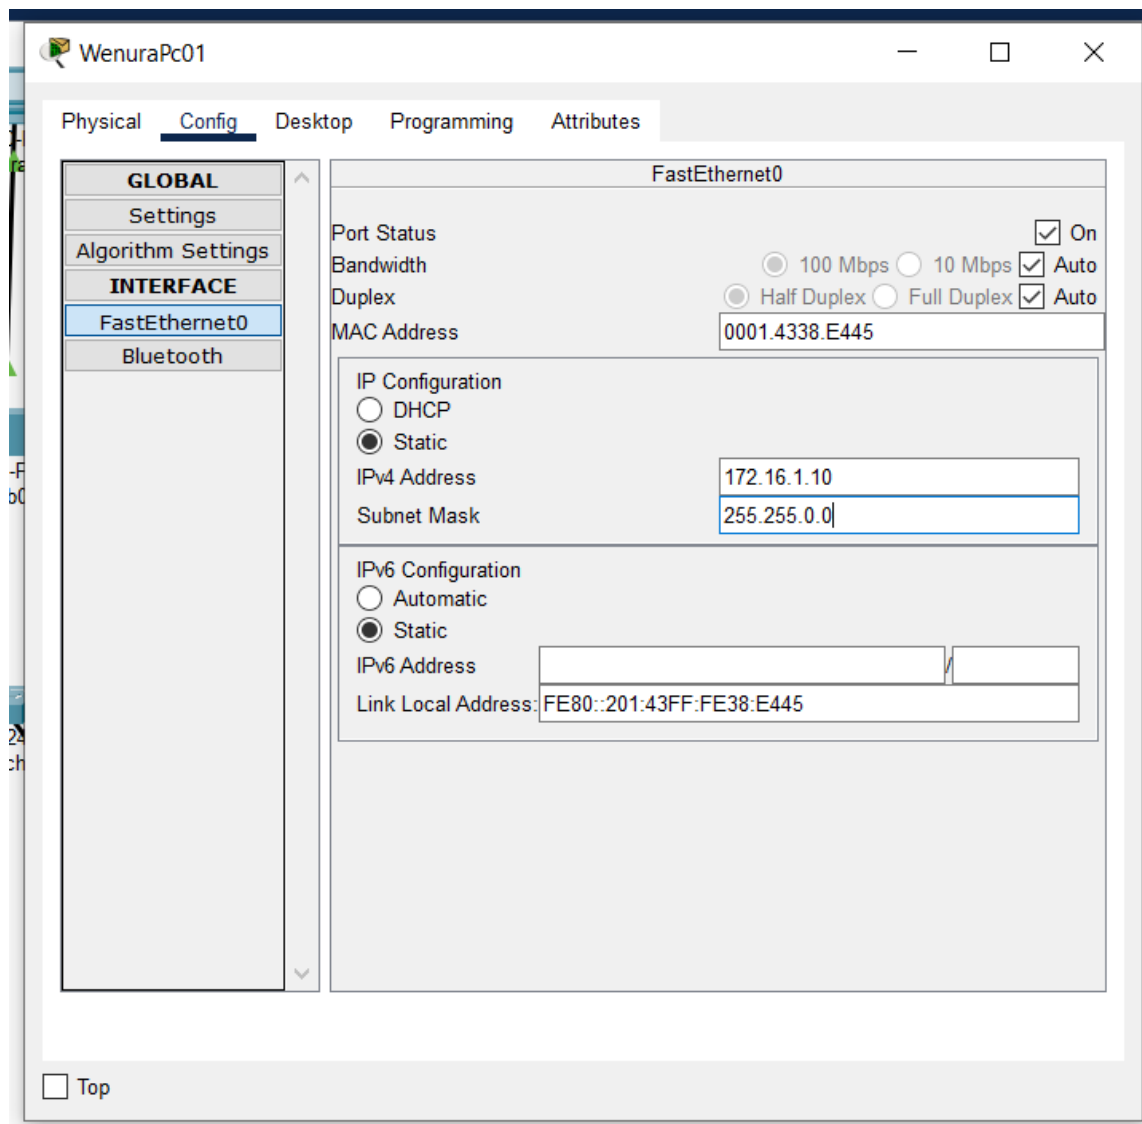 WenuraPc01
Physical Config Desktop Programming Attributes
GLOBAL
Settings
Algorithm Settings
INTERFACE
FastEthernet0
Bluetooth
FastEthernet0
Port Status On
Bandwidth 100 Mbps 10 Mbps Auto
Duplex Half Duplex Full Duplex Auto
MAC Address 0001.4338.E445
IP Configuration
DHCP
Static
IPv4 Address 172.16.1.10
Subnet Mask 255.255.0.0
IPv6 Configuration
Automatic
Static
IPv6 Address /
Link Local Address: FE80::201:43FF:FE38:E445
Top